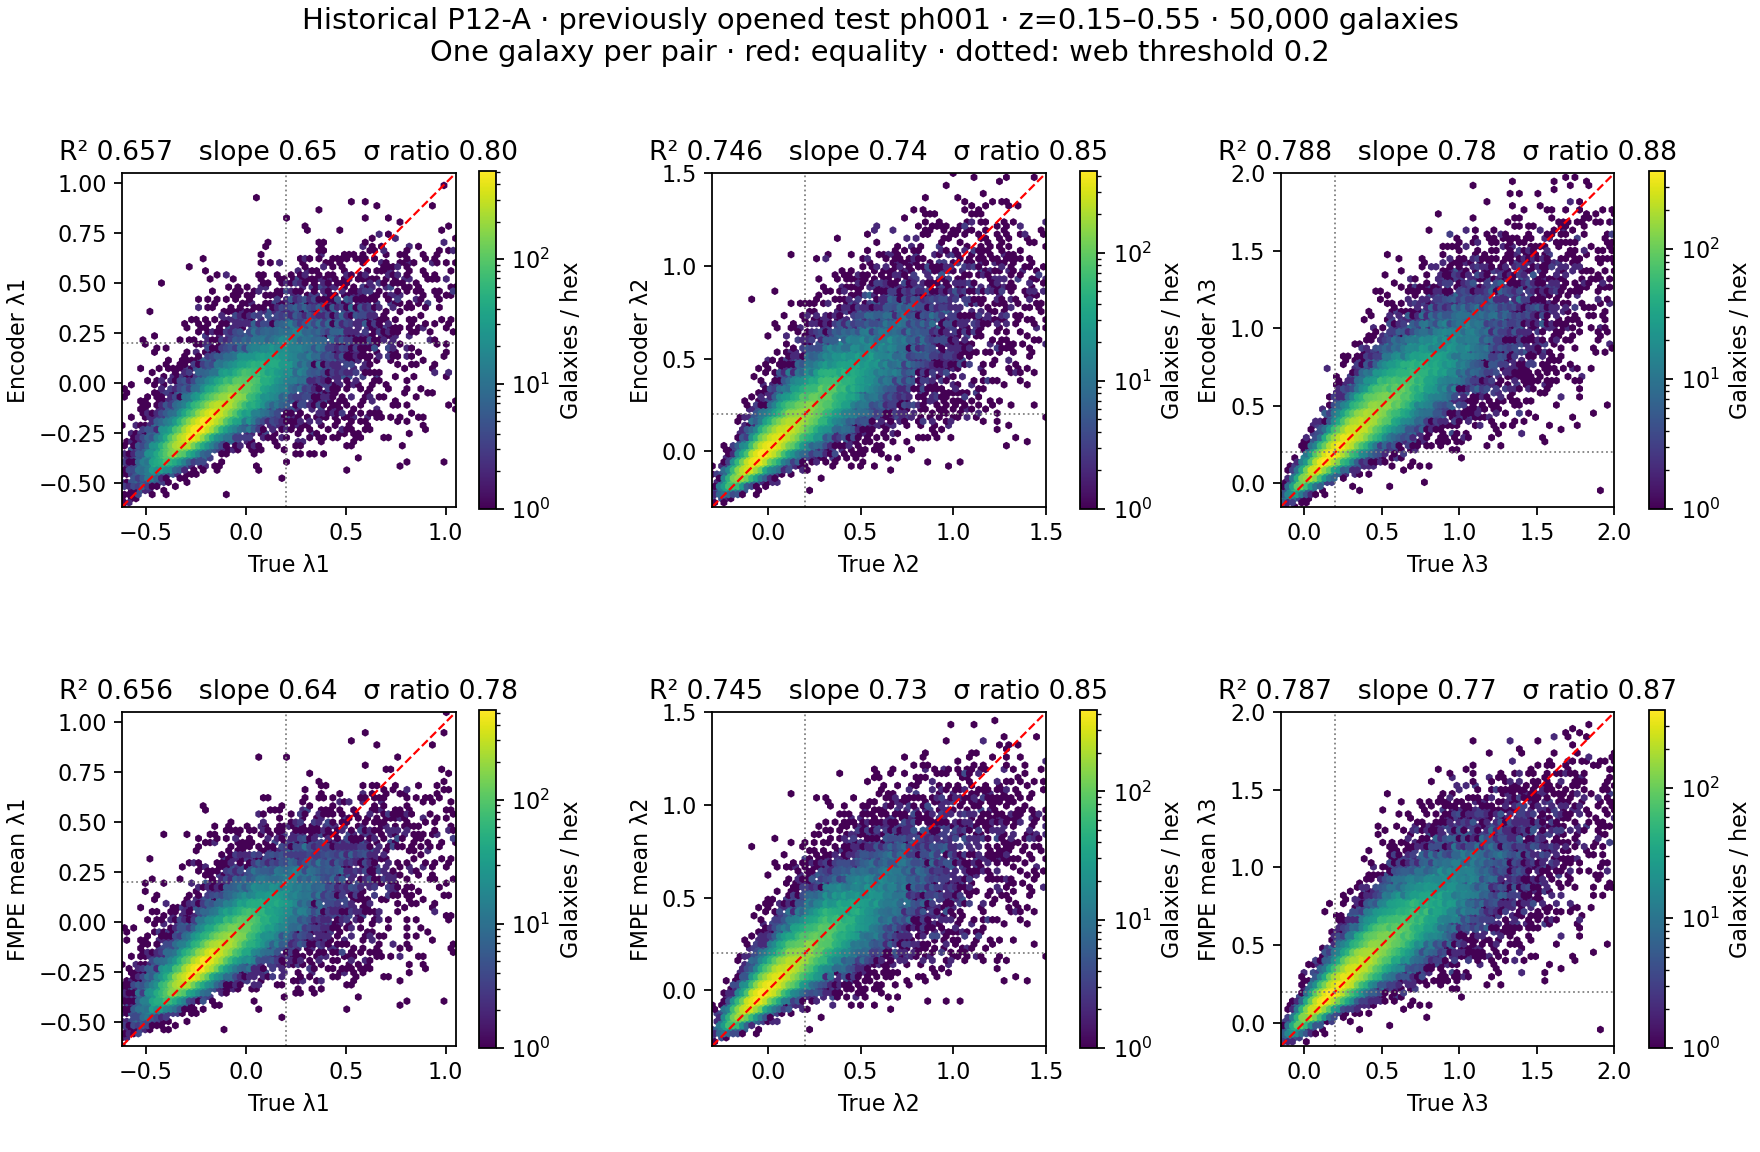 Historical P12-A · previously opened test ph001 · z=0.15–0.55 · 50,000 galaxies
One galaxy per pair · red: equality · dotted: web threshold 0.2
R² 0.657 slope 0.65 σ ratio 0.80
1.00
0.75
0.50
0.25
0.00
−0.25
−0.50
Encoder λ1
−0.5 0.0 0.5 1.0
True λ1
10²
10¹
10⁰
Galaxies / hex
R² 0.746 slope 0.74 σ ratio 0.85
1.5
1.0
0.5
0.0
Encoder λ2
0.0 0.5 1.0 1.5
True λ2
10²
10¹
10⁰
Galaxies / hex
R² 0.788 slope 0.78 σ ratio 0.88
2.0
1.5
1.0
0.5
0.0
Encoder λ3
0.0 0.5 1.0 1.5 2.0
True λ3
10²
10¹
10⁰
Galaxies / hex
R² 0.656 slope 0.64 σ ratio 0.78
1.00
0.75
0.50
0.25
0.00
−0.25
−0.50
FMPE mean λ1
−0.5 0.0 0.5 1.0
True λ1
10²
10¹
10⁰
Galaxies / hex
R² 0.745 slope 0.73 σ ratio 0.85
1.5
1.0
0.5
0.0
FMPE mean λ2
0.0 0.5 1.0 1.5
True λ2
10²
10¹
10⁰
Galaxies / hex
R² 0.787 slope 0.77 σ ratio 0.87
2.0
1.5
1.0
0.5
0.0
FMPE mean λ3
0.0 0.5 1.0 1.5 2.0
True λ3
10²
10¹
10⁰
Galaxies / hex